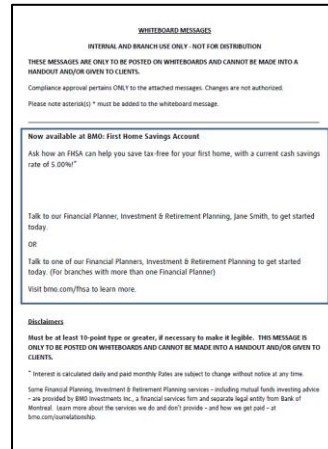 WHITEBOARD MESSAGES
INTERNAL AND BRANCH USE ONLY - NOT FOR DISTRIBUTION
THESE MESSAGES ARE ONLY TO BE POSTED ON WHITEBOARDS AND CANNOT BE MADE INTO A
HANDOUT AND/OR GIVEN TO CLIENTS.
Compliance approval pertains ONLY to the attached messages. Changes are not authorized.
Please note asterisk(s) * must be added to the whiteboard message.
Now available at BMO: First Home Savings Account
Ask how an FHSA can help you save tax-free for your first home, with a current cash savings
rate of 5.00%!*
Talk to our Financial Planner, Investment & Retirement Planning, Jane Smith, to get started
today.
OR
Talk to one of our Financial Planners, Investment & Retirement Planning to get started
today. (For branches with more than one Financial Planner)
Visit bmo.com/fhsa to learn more.
Disclaimers
Must be at least 10-point type or greater, if necessary to make it legible. THIS MESSAGE IS
ONLY TO BE POSTED ON WHITEBOARDS AND CANNOT BE MADE INTO A HANDOUT AND/OR GIVEN TO
CLIENTS.
* Interest is calculated daily and paid monthly Rates are subject to change without notice at any time.
Some Financial Planning, Investment & Retirement Planning services – including mutual funds investing advice
– are provided by BMO Investments Inc., a financial services firm and separate legal entity from Bank of
Montreal. Learn more about the services we do and don't provide – and how we get paid – at
bmo.com/ourrelationship.